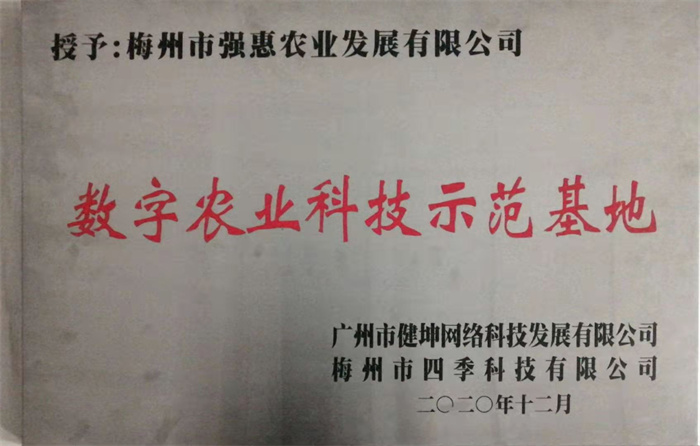 授予:梅州市强惠农业发展有限公司
数字农业科技示范基地
广州市健坤网络科技发展有限公司
梅州市四季科技有限公司
二〇二〇年十二月